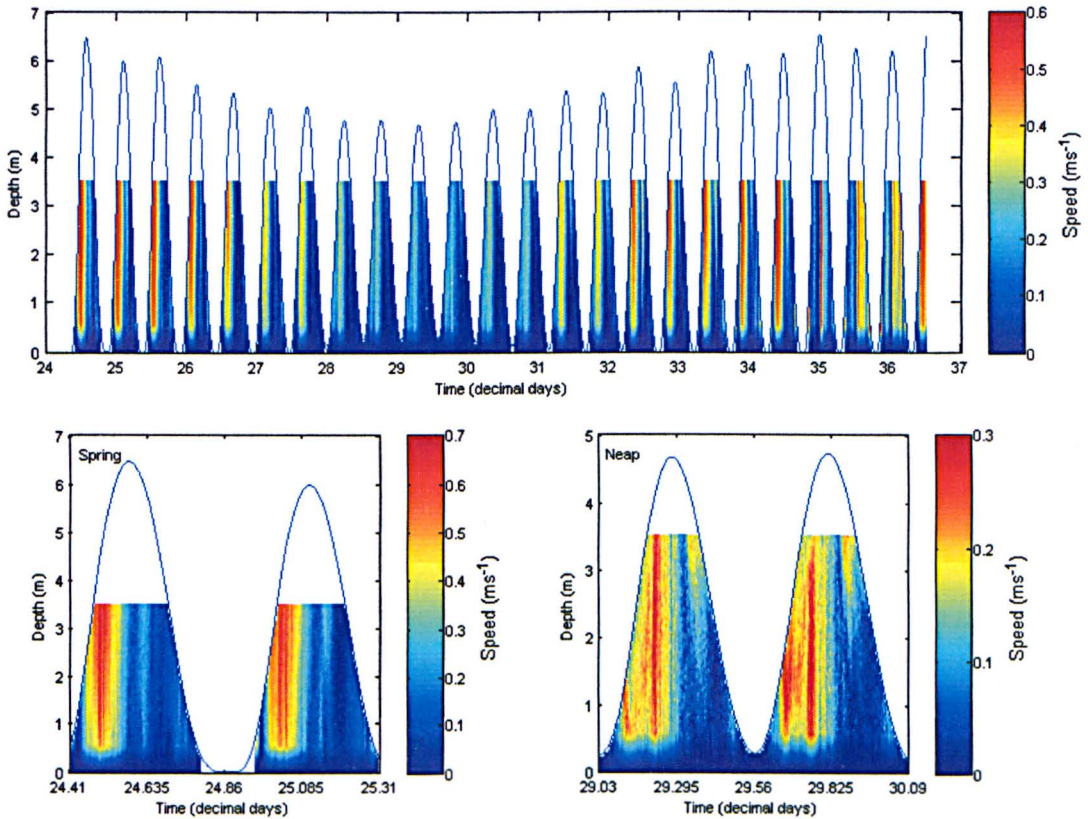 7
6
5
4
3
2
1
0
Depth (m)
24 25 26 27 28 29 30 31 32 33 34 35 36 37
Time (decimal days)
0.6
0.5
0.4
0.3
0.2
0.1
0
Speed (ms⁻¹)
Spring
7
6
5
4
3
2
1
0
Depth (m)
24.41 24.635 24.86 25.085 25.31
Time (decimal days)
0.7
0.6
0.5
0.4
0.3
0.2
0.1
0
Speed (ms⁻¹)
Neap
5
4
3
2
1
0
Depth (m)
29.03 29.295 29.56 29.825 30.09
Time (decimal days)
0.3
0.2
0.1
0
Speed (ms⁻¹)